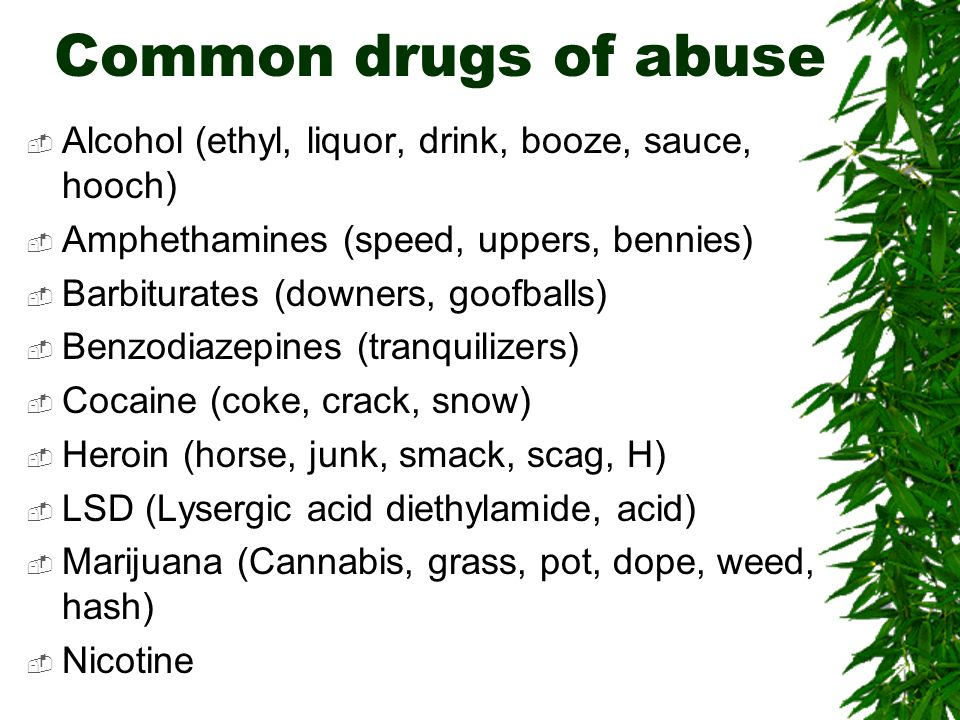 Common drugs of abuse
Alcohol (ethyl, liquor, drink, booze, sauce,
hooch)
Amphethamines (speed, uppers, bennies)
Barbiturates (downers, goofballs)
Benzodiazepines (tranquilizers)
Cocaine (coke, crack, snow)
Heroin (horse, junk, smack, scag, H)
LSD (Lysergic acid diethylamide, acid)
Marijuana (Cannabis, grass, pot, dope, weed,
hash)
Nicotine